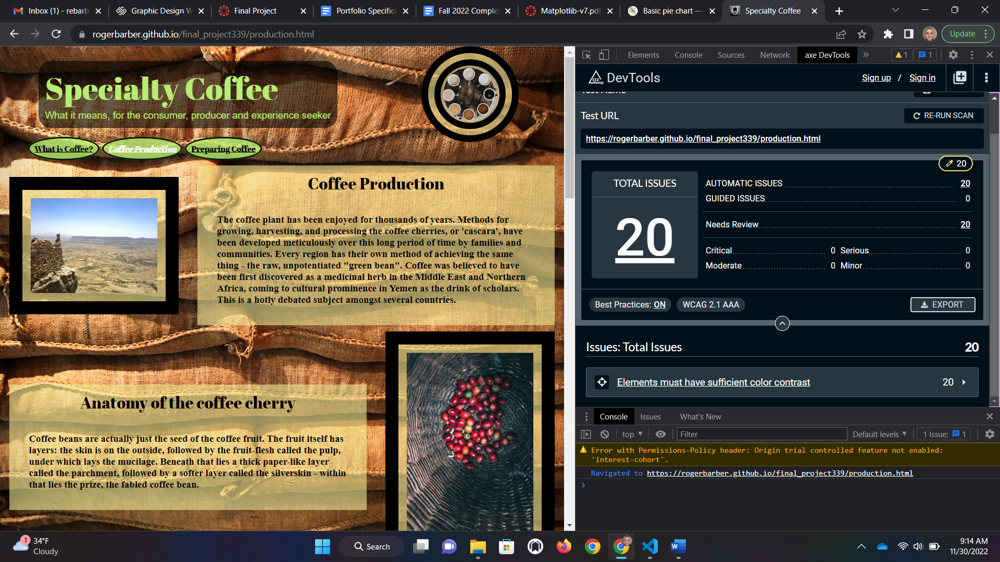 Inbox (1) - rebarb
Graphic Design W
Final Project
Portfolio Specifica
Fall 2022 Complet
Matplotlib-v7.pdf
Basic pie chart —
Specialty Coffee
rogerbarber.github.io/final_project339/production.html
Update
Specialty Coffee
What it means, for the consumer, producer and experience seeker
What is Coffee?
Coffee Production
Preparing Coffee
Coffee Production
The coffee plant has been enjoyed for thousands of years. Methods for
growing, harvesting, and processing the coffee cherries, or 'cascara', have
been developed meticulously over this long period of time by families and
communities. Every region has their own method of achieving the same
thing - the raw, unpotentiated "green bean". Coffee was believed to have
been first discovered as a medicinal herb in the Middle East and Northern
Africa, coming to cultural prominence in Yemen as the drink of scholars.
This is a hotly debated subject amongst several countries.
Anatomy of the coffee cherry
Coffee beans are actually just the seed of the coffee fruit. The fruit itself has
layers: the skin is on the outside, followed by the fruit-flesh called the pulp,
under which lays the mucilage. Beneath that lies a thick paper-like layer
called the parchment, followed by a softer layer called the silverskin - within
that lies the prize, the fabled coffee bean.
Elements
Console
Sources
Network
axe DevTools
»
1
1
ax DevTools
Sign up / Sign in
Test URL
RE-RUN SCAN
https://rogerbarber.github.io/final_project339/production.html
20
TOTAL ISSUES
20
AUTOMATIC ISSUES 20
GUIDED ISSUES 0
Needs Review 20
Critical 0 Serious 0
Moderate 0 Minor 0
Best Practices: ON
WCAG 2.1 AAA
EXPORT
Issues: Total Issues 20
Elements must have sufficient color contrast 20
Console
Issues
What's New
top
Filter
Default levels
1 Issue: 1
Error with Permissions-Policy header: Origin trial controlled feature not enabled:
'interest-cohort'.
Navigated to https://rogerbarber.github.io/final_project339/production.html
1
34°F
Cloudy
Search
9:14 AM
11/30/2022